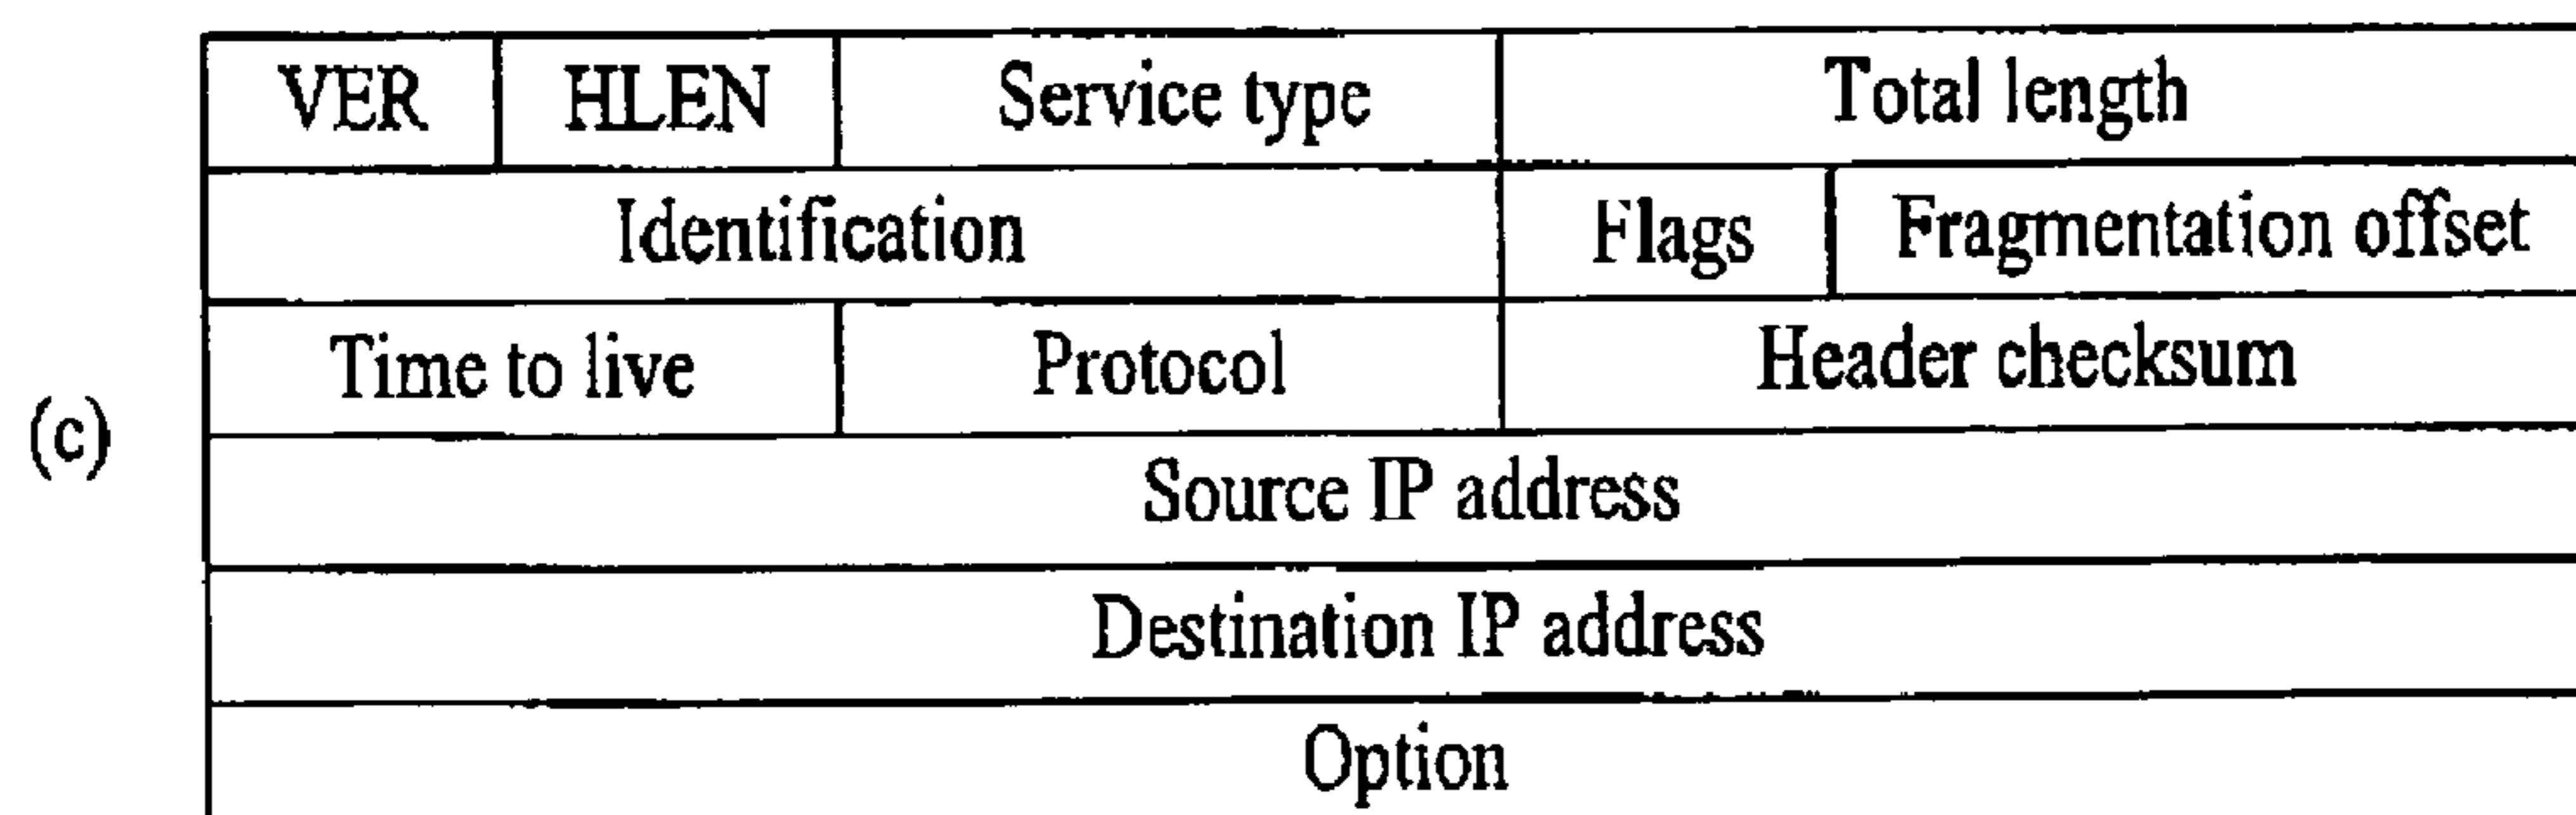 VER HLEN Service type Total length
Identification Flags Fragmentation offset
Time to live Protocol Header checksum
(c)
Source IP address
Destination IP address
Option